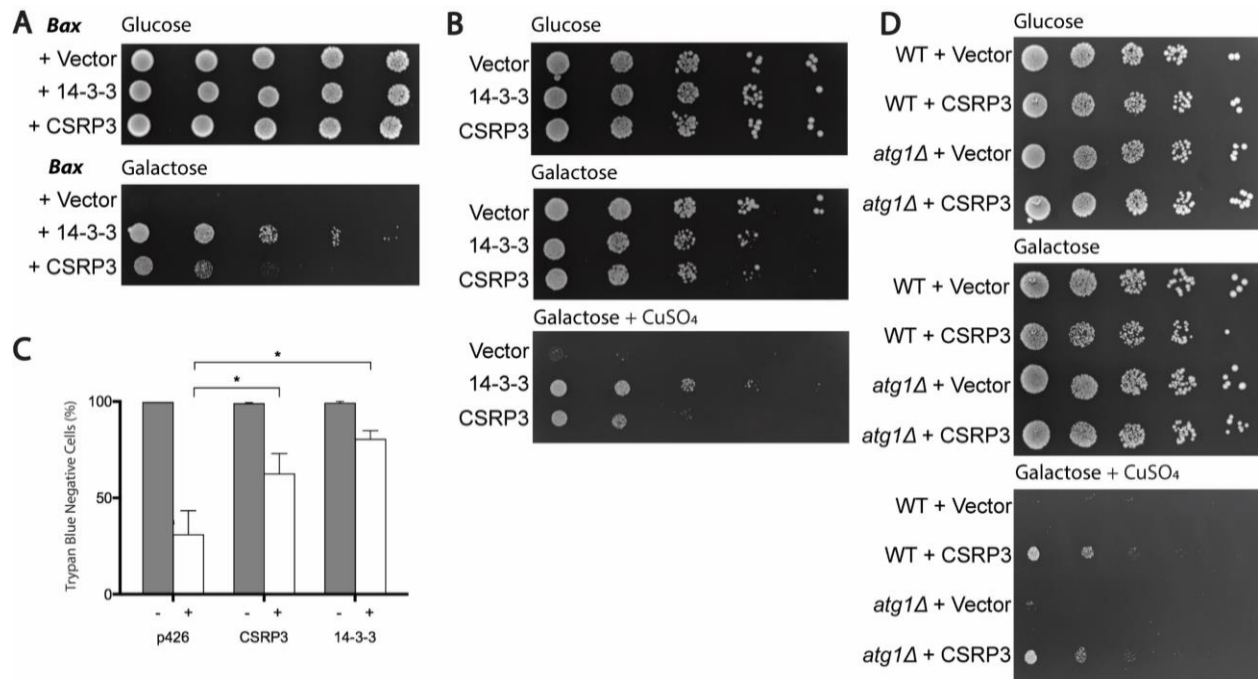 A
Bax Glucose
+ Vector
+ 14-3-3
+ CSRP3
Bax Galactose
+ Vector
+ 14-3-3
+ CSRP3
B
Glucose
Vector
14-3-3
CSRP3
Galactose
Vector
14-3-3
CSRP3
Galactose + CuSO₄
Vector
14-3-3
CSRP3
C
Trypan Blue Negative Cells (%)
* 
*
100
50
0
- + - + - +
p426 CSRP3 14-3-3
D
Glucose
WT + Vector
WT + CSRP3
atg1Δ + Vector
atg1Δ + CSRP3
Galactose
WT + Vector
WT + CSRP3
atg1Δ + Vector
atg1Δ + CSRP3
Galactose + CuSO₄
WT + Vector
WT + CSRP3
atg1Δ + Vector
atg1Δ + CSRP3